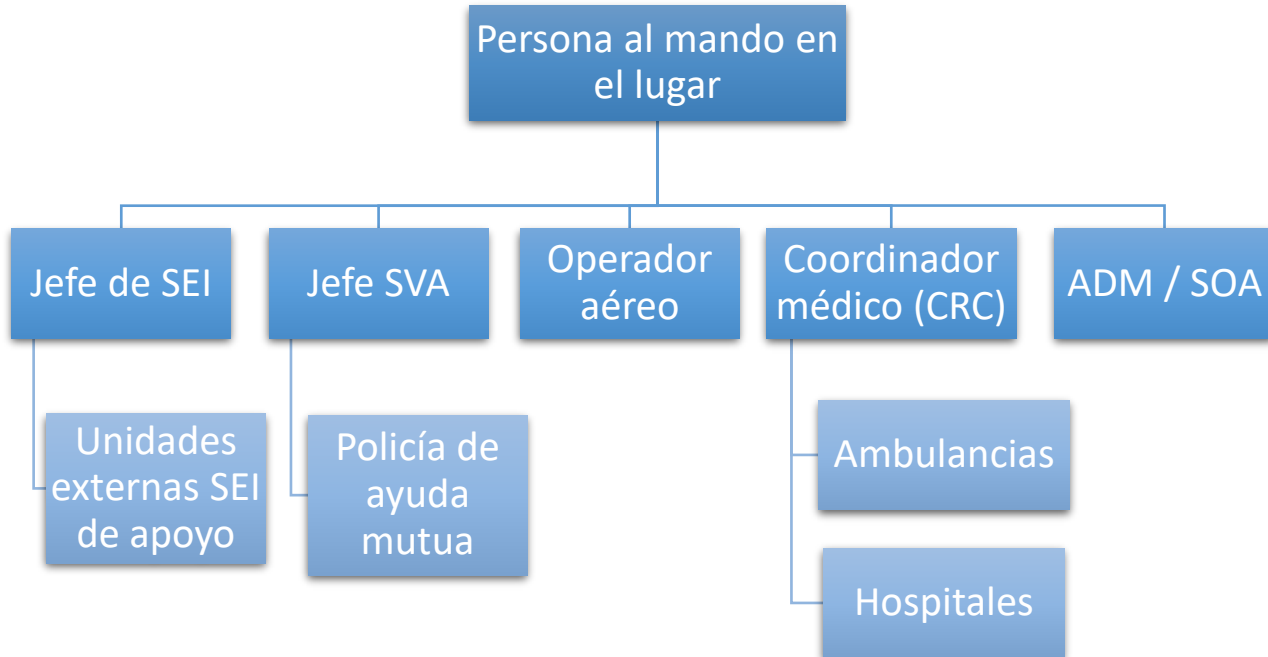 Persona al mando en
el lugar
Jefe de SEI
Jefe SVA
Operador
aéreo
Coordinador
médico (CRC)
ADM / SOA
Unidades
externas SEI
de apoyo
Policía de
ayuda
mutua
Ambulancias
Hospitales